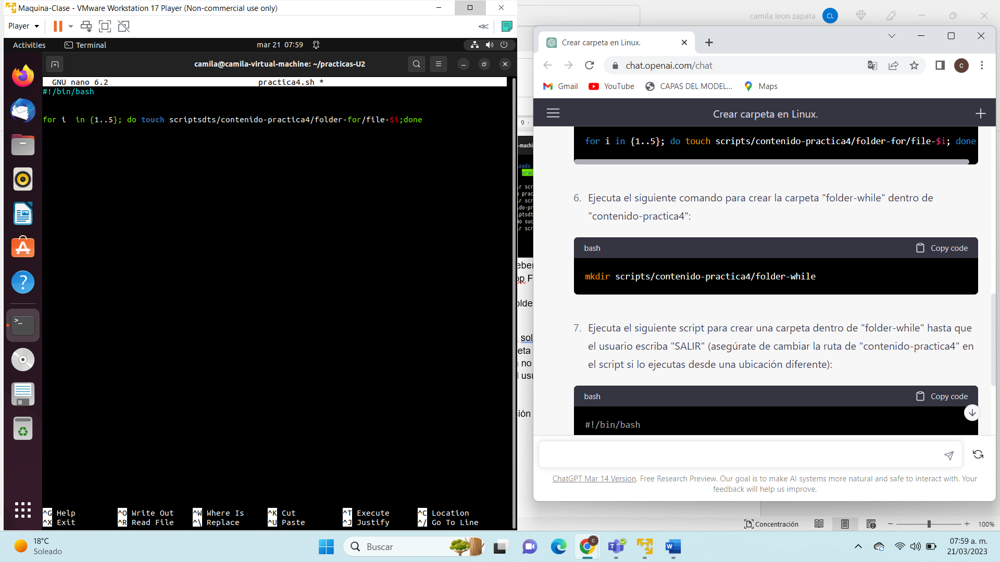 Maquina-Clase - VMware Workstation 17 Player (Non-commercial use only)
Player
Activities
Terminal
mar 21 07:59
camila@camila-virtual-machine: ~/practicas-U2
GNU nano 6.2
practica4.sh *
#!/bin/bash
for i  in {1..5}; do touch scriptsdts/contenido-practica4/folder-for/file-$i;done
^G Help
^O Write Out
^W Where Is
^K Cut
^T Execute
^C Location
^X Exit
^R Read File
^\ Replace
^U Paste
^J Justify
^/ Go To Line
camila leon zapata
CL
Crear carpeta en Linux.
chat.openai.com/chat
c
Gmail
YouTube
CAPAS DEL MODEL...
Maps
Crear carpeta en Linux.
for i in {1..5}; do touch scripts/contenido-practica4/folder-for/file-$i; done
6. Ejecuta el siguiente comando para crear la carpeta "folder-while" dentro de
"contenido-practica4":
bash
Copy code
mkdir scripts/contenido-practica4/folder-while
7. Ejecuta el siguiente script para crear una carpeta dentro de "folder-while" hasta que
el usuario escriba "SALIR" (asegúrate de cambiar la ruta de "contenido-practica4" en
el script si lo ejecutas desde una ubicación diferente):
bash
Copy code
#!/bin/bash
ChatGPT Mar 14 Version. Free Research Preview. Our goal is to make AI systems more natural and safe to interact with. Your
feedback will help us improve.
9
Concentración
100%
18°C
Soleado
Buscar
07:59 a. m.
21/03/2023